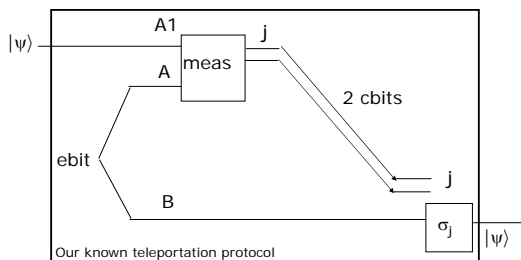 A1
|ψ⟩
j
A
meas
2 cbits
ebit
j
B
σj
|ψ⟩
Our known teleportation protocol